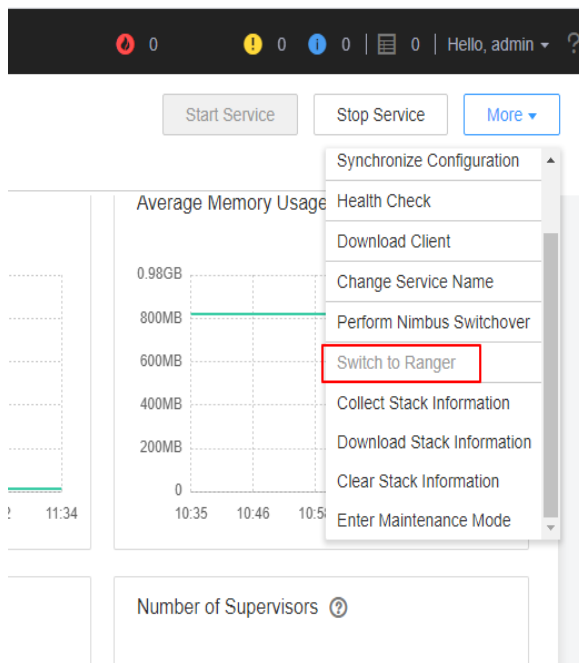 0 0 0 0 Hello, admin ?
Start Service Stop Service More
Synchronize Configuration
Average Memory Usage Health Check
Download Client
0.98GB Change Service Name
800MB Perform Nimbus Switchover
600MB Switch to Ranger
400MB Collect Stack Information
200MB Download Stack Information
0 Clear Stack Information
11:34 10:35 10:46 Enter Maintenance Mode
Number of Supervisors ?